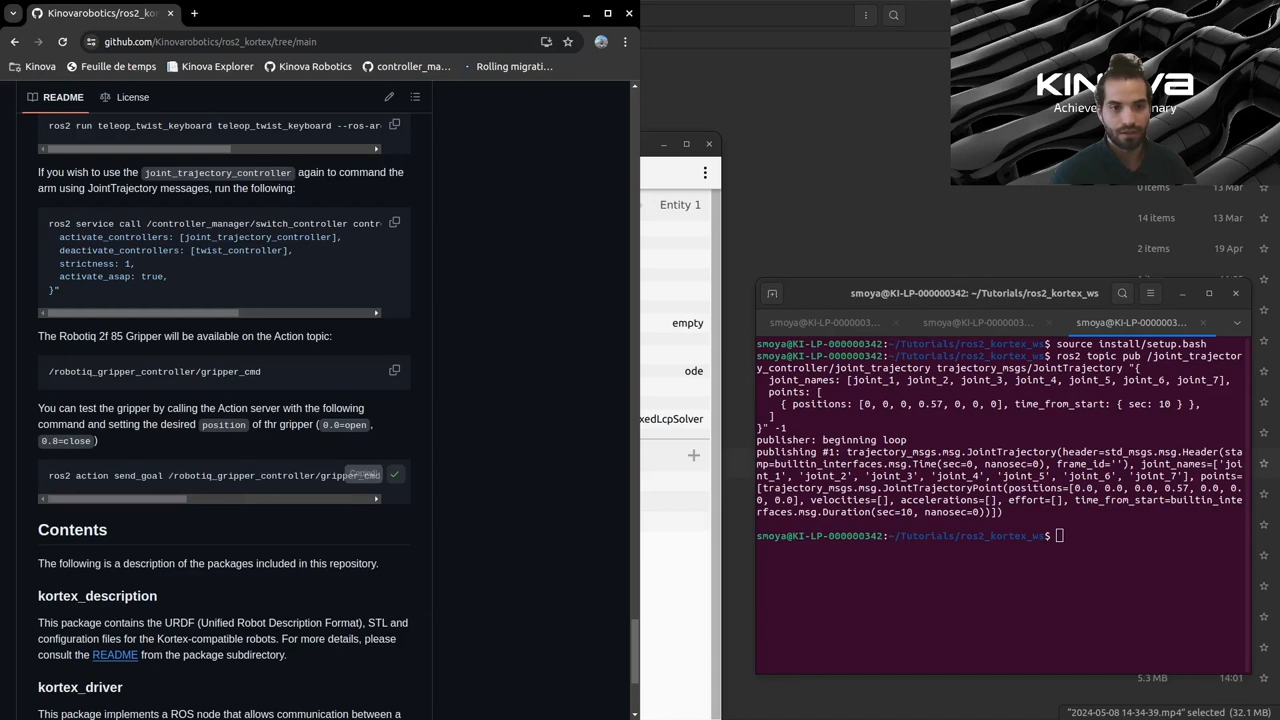 Kinovarobotics/ros2_kor
github.com/Kinovarobotics/ros2_kortex/tree/main
Kinova
Feuille de temps
Kinova Explorer
Kinova Robotics
controller_ma...
Rolling migrati...
README
License
ros2 run teleop_twist_keyboard teleop_twist_keyboard --ros-ar
If you wish to use the joint_trajectory_controller again to command the
arm using JointTrajectory messages, run the following:
ros2 service call /controller_manager/switch_controller contr
activate_controllers: [joint_trajectory_controller],
deactivate_controllers: [twist_controller],
strictness: 1,
activate_asap: true,
}"
The Robotiq 2f 85 Gripper will be available on the Action topic:
/robotiq_gripper_controller/gripper_cmd
You can test the gripper by calling the Action server with the following
command and setting the desired position of thr gripper (0.0=open,
0.8=close)
ros2 action send_goal /robotiq_gripper_controller/gripper_cmd
Contents
The following is a description of the packages included in this repository.
kortex_description
This package contains the URDF (Unified Robot Description Format), STL and
configuration files for the Kortex-compatible robots. For more details, please
consult the README from the package subdirectory.
kortex_driver
This package implements a ROS node that allows communication between a
Entity 1
empty
ode
xedLcpSolver
KINOVA
0 items
13 Mar
14 items
13 Mar
2 items
19 Apr
smoya@KI-LP-000000342: ~/Tutorials/ros2_kortex_ws
smoya@KI-LP-0000003...
smoya@KI-LP-0000003...
smoya@KI-LP-0000003...
smoya@KI-LP-000000342:~/Tutorials/ros2_kortex_ws$ source install/setup.bash
smoya@KI-LP-000000342:~/Tutorials/ros2_kortex_ws$ ros2 topic pub /joint_trajector
y_controller/joint_trajectory trajectory_msgs/JointTrajectory "{
joint_names: [joint_1, joint_2, joint_3, joint_4, joint_5, joint_6, joint_7],
points: [
{ positions: [0, 0, 0, 0.57, 0, 0, 0], time_from_start: { sec: 10 } },
]
}" -1
publisher: beginning loop
publishing #1: trajectory_msgs.msg.JointTrajectory(header=std_msgs.msg.Header(sta
mp=builtin_interfaces.msg.Time(sec=0, nanosec=0), frame_id=''), joint_names=['joi
nt_1', 'joint_2', 'joint_3', 'joint_4', 'joint_5', 'joint_6', 'joint_7'], points=
[trajectory_msgs.msg.JointTrajectoryPoint(positions=[0.0, 0.0, 0.0, 0.57, 0.0, 0.
0, 0.0], velocities=[], accelerations=[], effort=[], time_from_start=builtin_inte
rfaces.msg.Duration(sec=10, nanosec=0))])
smoya@KI-LP-000000342:~/Tutorials/ros2_kortex_ws$
5.3 MB
14:01
"2024-05-08 14-34-39.mp4" selected (32.1 MB)